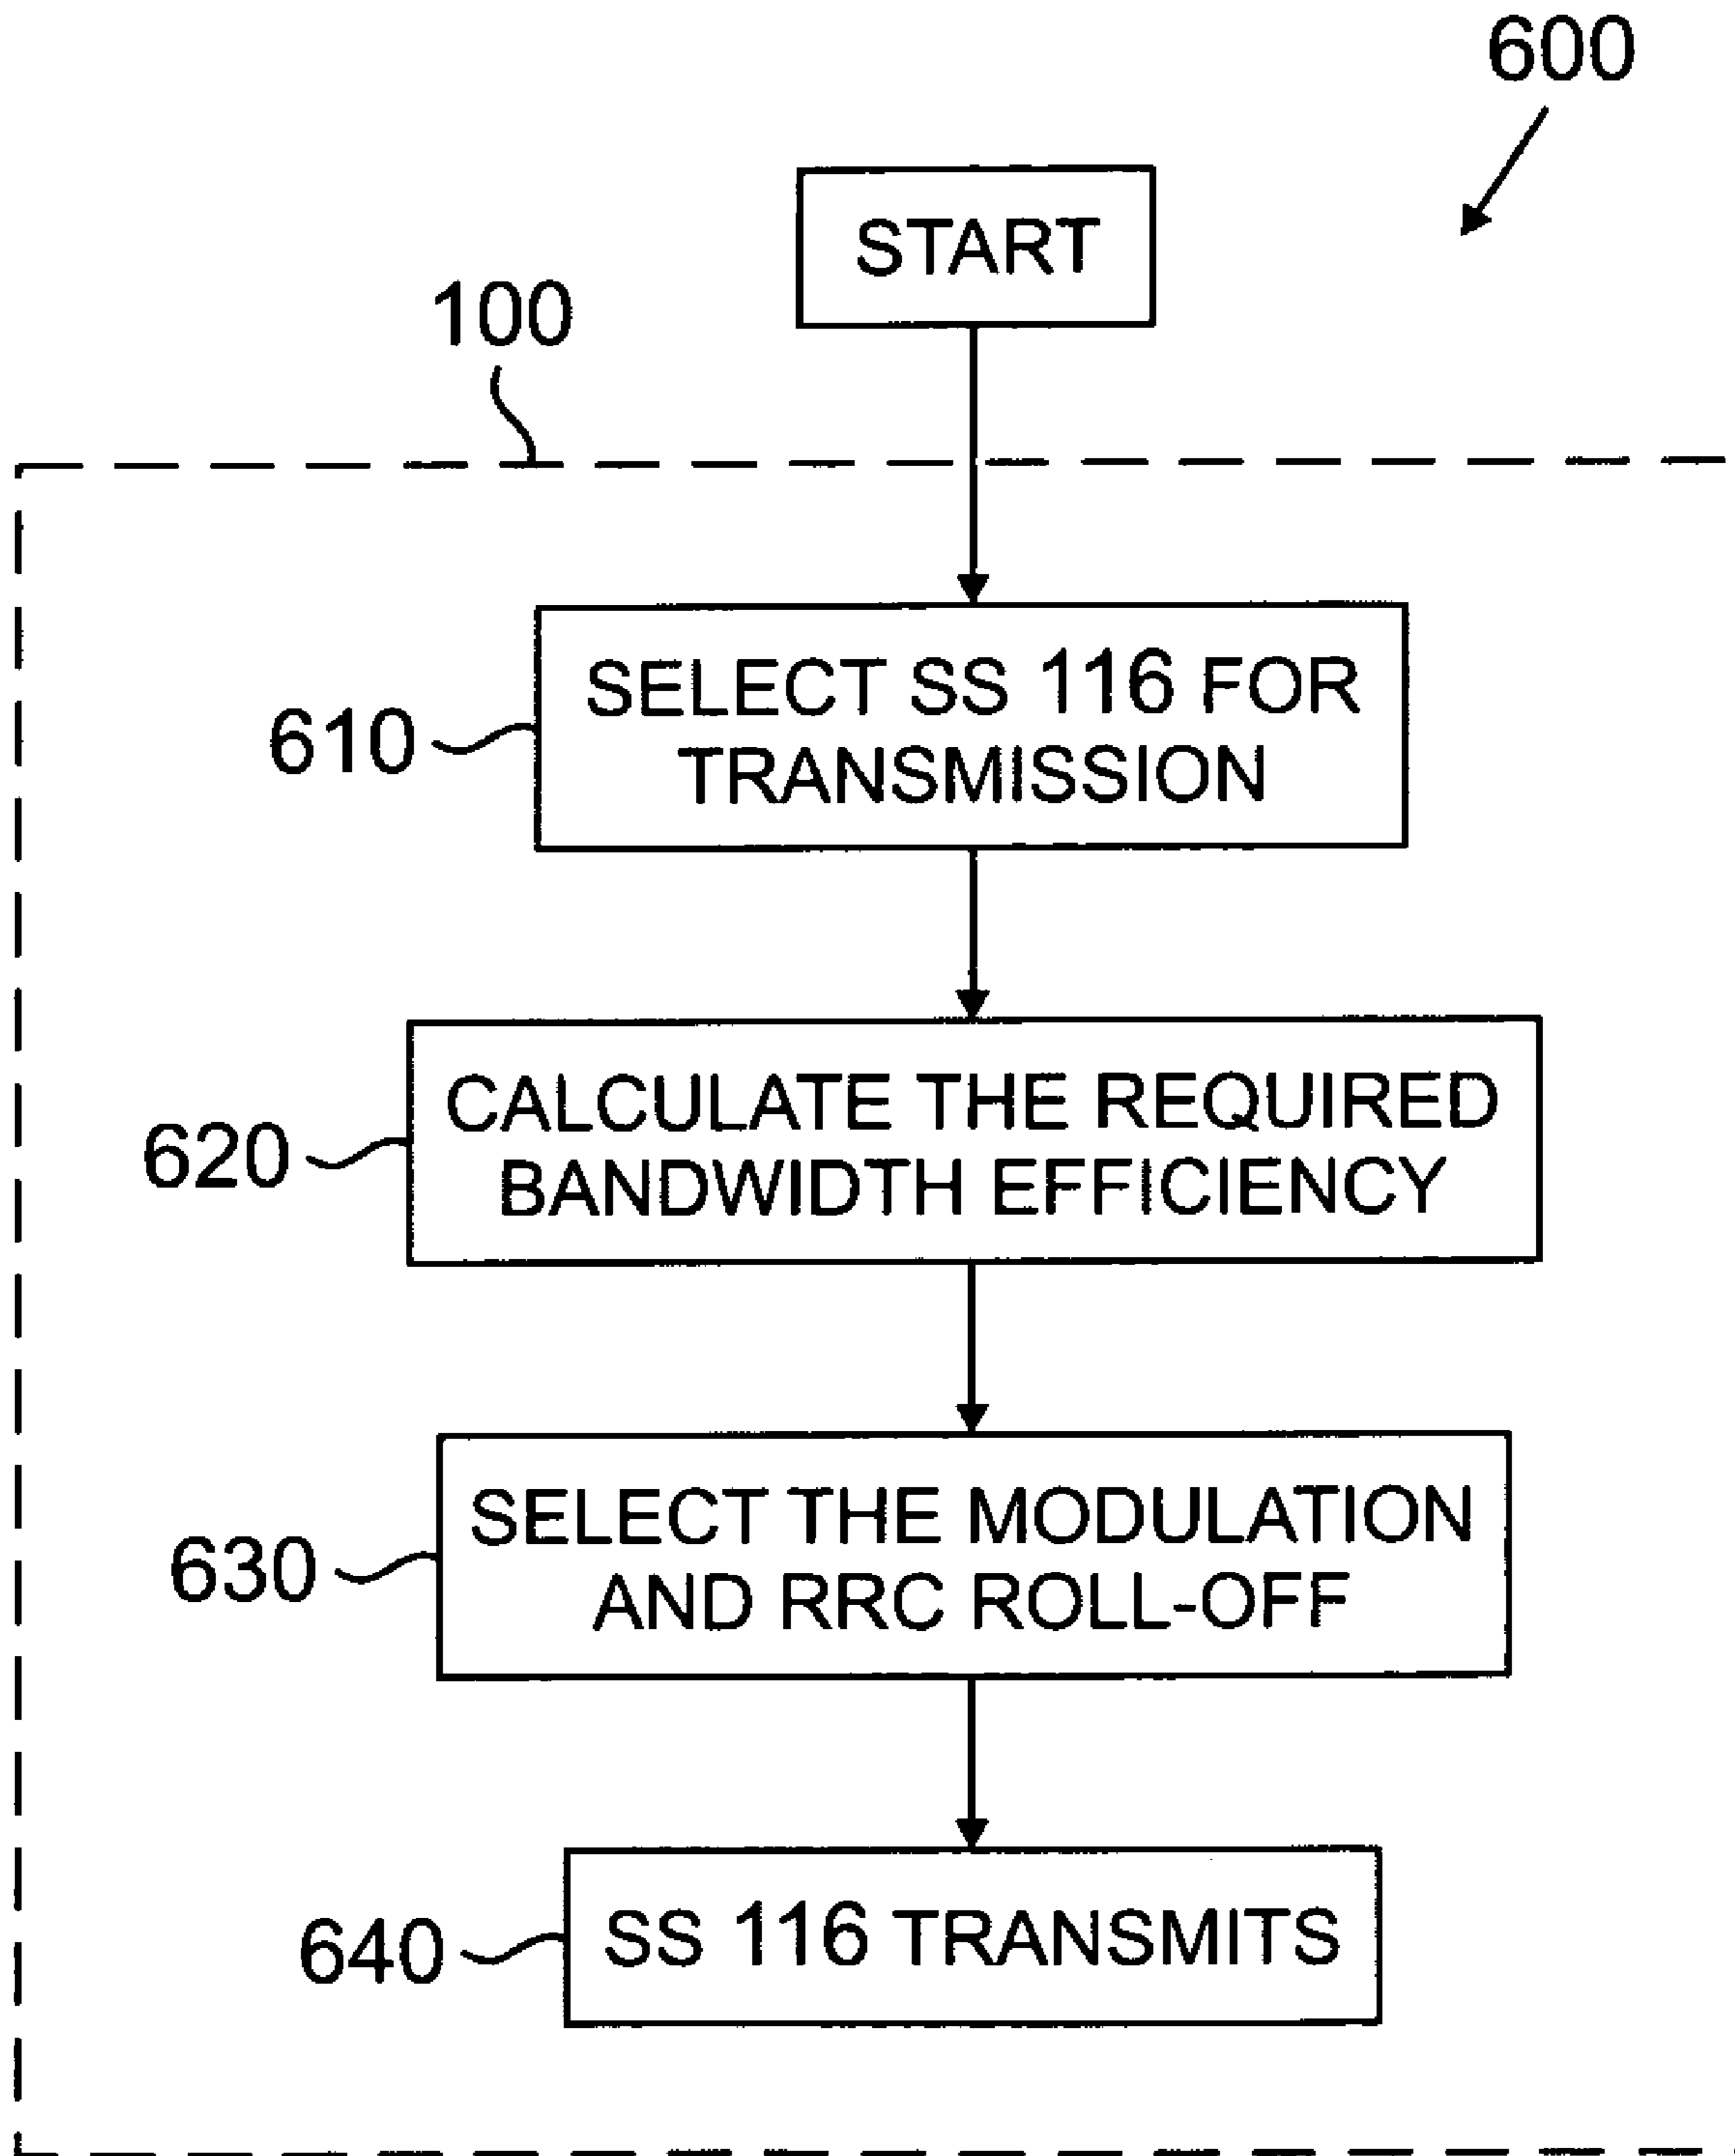 600
START
100
SELECT SS 116 FOR
TRANSMISSION
610
CALCULATE THE REQUIRED
BANDWIDTH EFFICIENCY
620
SELECT THE MODULATION
AND RRC ROLL-OFF
630
SS 116 TRANSMITS
640